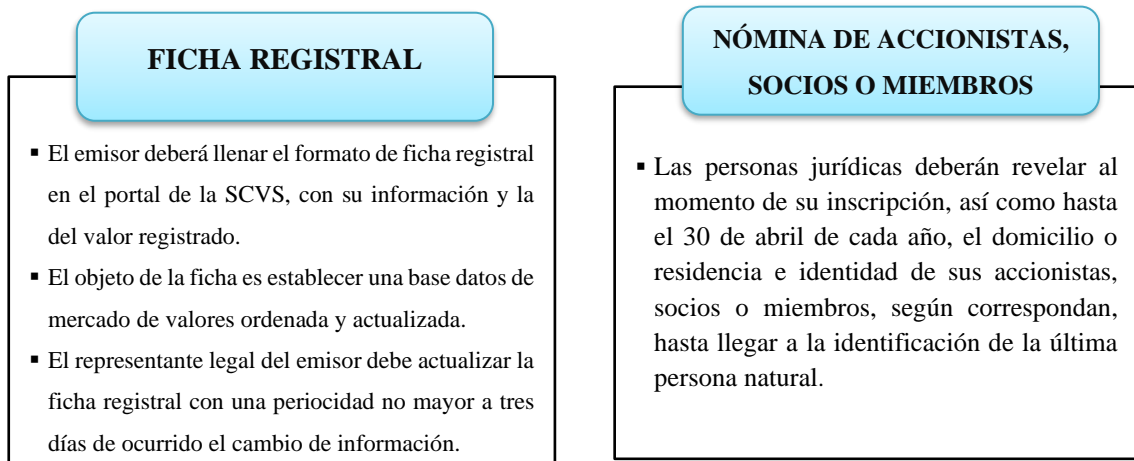 FICHA REGISTRAL
▪ El emisor deberá llenar el formato de ficha registral
en el portal de la SCVS, con su información y la
del valor registrado.
▪ El objeto de la ficha es establecer una base datos de
mercado de valores ordenada y actualizada.
▪ El representante legal del emisor debe actualizar la
ficha registral con una periocidad no mayor a tres
días de ocurrido el cambio de información.
NÓMINA DE ACCIONISTAS,
SOCIOS O MIEMBROS
▪ Las personas jurídicas deberán revelar al
momento de su inscripción, así como hasta
el 30 de abril de cada año, el domicilio o
residencia e identidad de sus accionistas,
socios o miembros, según correspondan,
hasta llegar a la identificación de la última
persona natural.